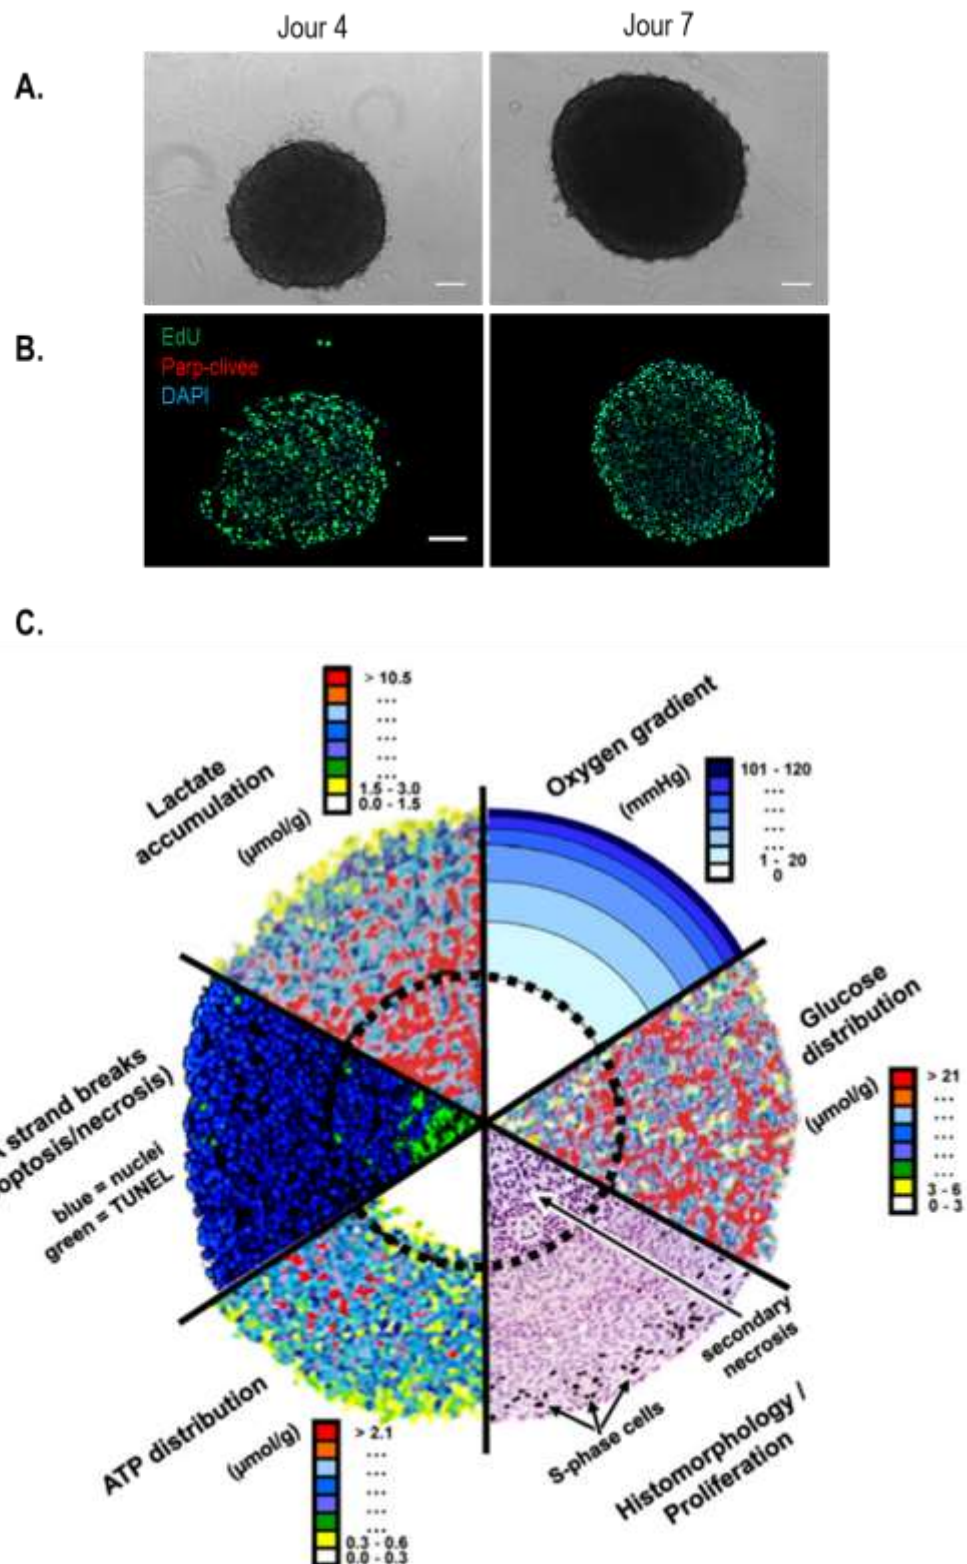 Jour 4
Jour 7
A.
B.
EdU
Parp-clivée
DAPI
C.
Lactate
accumulation
(µmol/g)
> 10.5
...
...
...
...
...
1.5 - 3.0
0.0 - 1.5
Oxygen gradient
(mmHg)
101 - 120
...
...
...
...
1 - 20
0
Glucose
distribution
(µmol/g)
> 21
...
...
...
...
...
3 - 6
0 - 3
strand breaks
optosis/necrosis)
blue = nuclei
green = TUNEL
ATP distribution
(µmol/g)
> 2.1
...
...
...
...
...
0.3 - 0.6
0.0 - 0.3
secondary
necrosis
S-phase cells
Histomorphology /
Proliferation